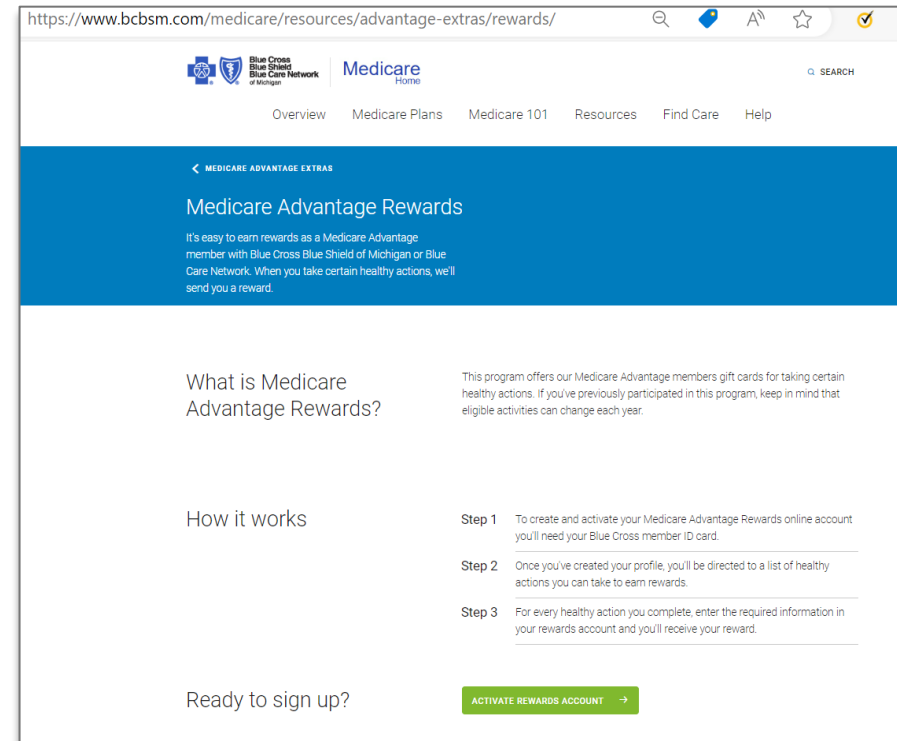 https://www.bcbsm.com/medicare/resources/advantage-extras/rewards/
Blue Cross
Blue Shield
Blue Care Network
of Michigan
Medicare
Home
SEARCH
Overview Medicare Plans Medicare 101 Resources Find Care Help
MEDICARE ADVANTAGE EXTRAS
Medicare Advantage Rewards
It's easy to earn rewards as a Medicare Advantage
member with Blue Cross Blue Shield of Michigan or Blue
Care Network. When you take certain healthy actions, we'll
send you a reward.
What is Medicare
Advantage Rewards?
This program offers our Medicare Advantage members gift cards for taking certain
healthy actions. If you've previously participated in this program, keep in mind that
eligible activities can change each year.
How it works
Step 1 To create and activate your Medicare Advantage Rewards online account
you'll need your Blue Cross member ID card.
Step 2 Once you've created your profile, you'll be directed to a list of healthy
actions you can take to earn rewards.
Step 3 For every healthy action you complete, enter the required information in
your rewards account and you'll receive your reward.
Ready to sign up?
ACTIVATE REWARDS ACCOUNT